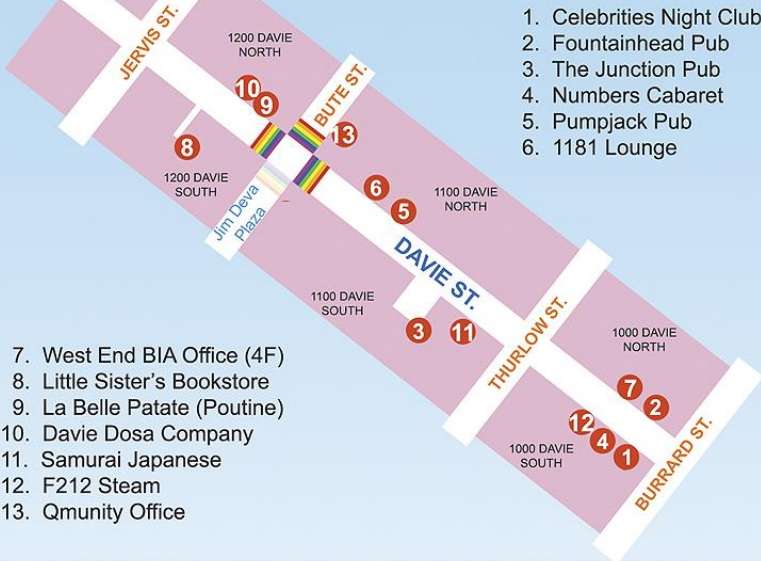 1. Celebrities Night Club
2. Fountainhead Pub
3. The Junction Pub
4. Numbers Cabaret
5. Pumpjack Pub
6. 1181 Lounge
JERVIS ST.
1200 DAVIE
NORTH
BUTE ST.
10
9
13
8
1200 DAVIE
SOUTH
Jim Deva
Plaza
6
5
1100 DAVIE
NORTH
DAVIE ST.
1100 DAVIE
SOUTH
3
11
THURLOW ST.
1000 DAVIE
NORTH
7
2
12
4
1
1000 DAVIE
SOUTH
BURRARD ST.
7. West End BIA Office (4F)
8. Little Sister's Bookstore
9. La Belle Patate (Poutine)
10. Davie Dosa Company
11. Samurai Japanese
12. F212 Steam
13. Qmunity Office